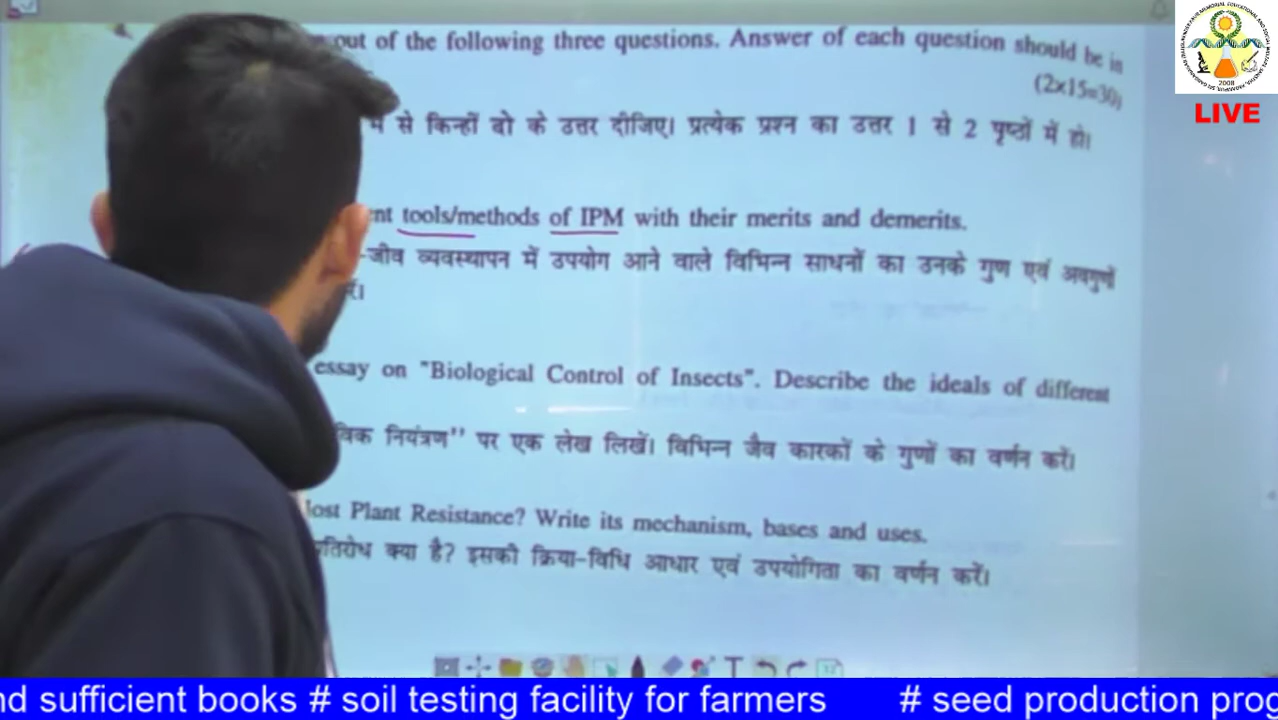 out of the following three questions. Answer of each question should be in
(2x15=30)
में से किन्हीं दो के उत्तर दीजिए। प्रत्येक प्रश्न का उत्तर 1 से 2 पृष्ठों में हो।
LIVE
2008
tools/methods of IPM with their merits and demerits.
जीव व्यवस्थापन में उपयोग आने वाले विभिन्न साधनों का उनके गुण एवं अवगुणों
essay on "Biological Control of Insects". Describe the ideals of different
नियंत्रण" पर एक लेख लिखें। विभिन्न जैव कारकों के गुणों का वर्णन करें।
Plant Resistance? Write its mechanism, bases and uses.
क्या है? इसकी क्रिया-विधि आधार एवं उपयोगिता का वर्णन करें।
sufficient books # soil testing facility for farmers # seed production